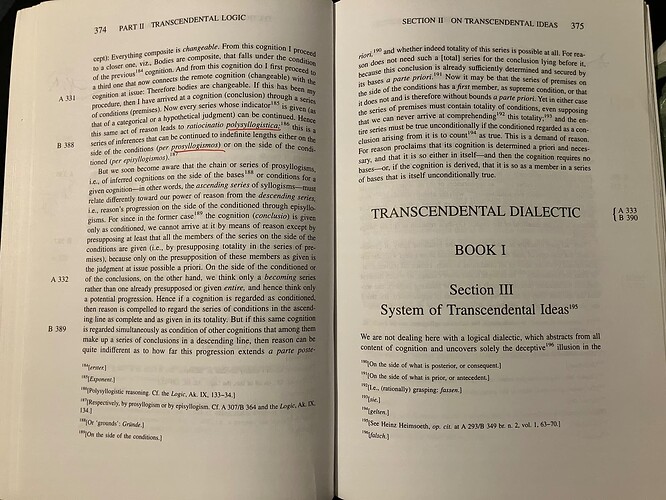 374 PART II TRANSCENDENTAL LOGIC
cept): Everything composite is changeable. From this cognition I proceed
to a closer one, viz., Bodies are composite, that falls under the condition
of the previous184 cognition. And from this cognition do I first proceed to
a third one that now connects the remote cognition (changeable) with the
cognition at issue: Therefore bodies are changeable. If this has been my
A 331 procedure, then I have arrived at a cognition (conclusion) through a series
of conditions (premises). Now every series whose indicator185 is given (as
that of a categorical or a hypothetical judgment) can be continued. Hence
this same act of reason leads to ratiocinatio polysyllogistica;186 this is a
series of inferences that can be continued to indefinite lengths either on the
B 388 side of the conditions (per prosyllogismos) or on the side of the condi-
tioned (per episyllogismos).187
But we soon become aware that the chain or series of prosyllogisms,
i.e., of inferred cognitions on the side of the bases188 or conditions for a
given cognition—in other words, the ascending series of syllogisms—must
relate differently toward our power of reason from the descending series,
i.e., reason's progression on the side of the conditioned through episyllo-
gisms. For since in the former case189 the cognition (conclusio) is given
only as conditioned, we cannot arrive at it by means of reason except by
presupposing at least that all the members of the series on the side of the
conditions are given (i.e., by presupposing totality in the series of pre-
mises), because only on the presupposition of these members as given is
the judgment at issue possible a priori. On the side of the conditioned or
A 332 of the conclusions, on the other hand, we think only a becoming series
rather than one already presupposed or given entire, and hence think only
a potential progression. Hence if a cognition is regarded as conditioned,
then reason is compelled to regard the series of conditions in the ascend-
ing line as complete and as given in its totality. But if this same cognition
B 389 is regarded simultaneously as condition of other cognitions that among them
make up a series of conclusions in a descending line, then reason can be
quite indifferent as to how far this progression extends a parte poste-
184[erster.]
185[Exponent.]
186[Polysyllogistic reasoning. Cf. the Logic, Ak. IX, 133–34.]
187[Respectively, by prosyllogism or by episyllogism. Cf. A 307/B 364 and the Logic, Ak. IX,
134.]
188[Or 'grounds': Gründe.]
189[On the side of the conditions.]
SECTION II ON TRANSCENDENTAL IDEAS 375
riori,190 and whether indeed totality of this series is possible at all. For rea-
son does not need such a [total] series for the conclusion lying before it,
because this conclusion is already sufficiently determined and secured by
its bases a parte priori.191 Now it may be that the series of premises on
the side of the conditions has a first member, as supreme condition, or that
it does not and is therefore without bounds a parte priori. Yet in either case
the series of premises must contain totality of conditions, even supposing
that we can never arrive at comprehending192 this totality;193 and the en-
tire series must be true unconditionally if the conditioned regarded as a con-
clusion arising from it is to count194 as true. This is a demand of reason.
For reason proclaims that its cognition is determined a priori and neces-
sary, and that it is so either in itself—and then the cognition requires no
bases—or, if the cognition is derived, that it is so as a member in a series
of bases that is itself unconditionally true.
TRANSCENDENTAL DIALECTIC { A 333
B 390
BOOK I
Section III
System of Transcendental Ideas195
We are not dealing here with a logical dialectic, which abstracts from all
content of cognition and uncovers solely the deceptive196 illusion in the
190[On the side of what is posterior, or consequent.]
191[On the side of what is prior, or antecedent.]
192[I.e., (rationally) grasping: fassen.]
193[sie.]
194[gelten.]
195[See Heinz Heimsoeth, op. cit. at A 293/B 349 br. n. 2, vol. 1, 63–70.]
196[falsch.]